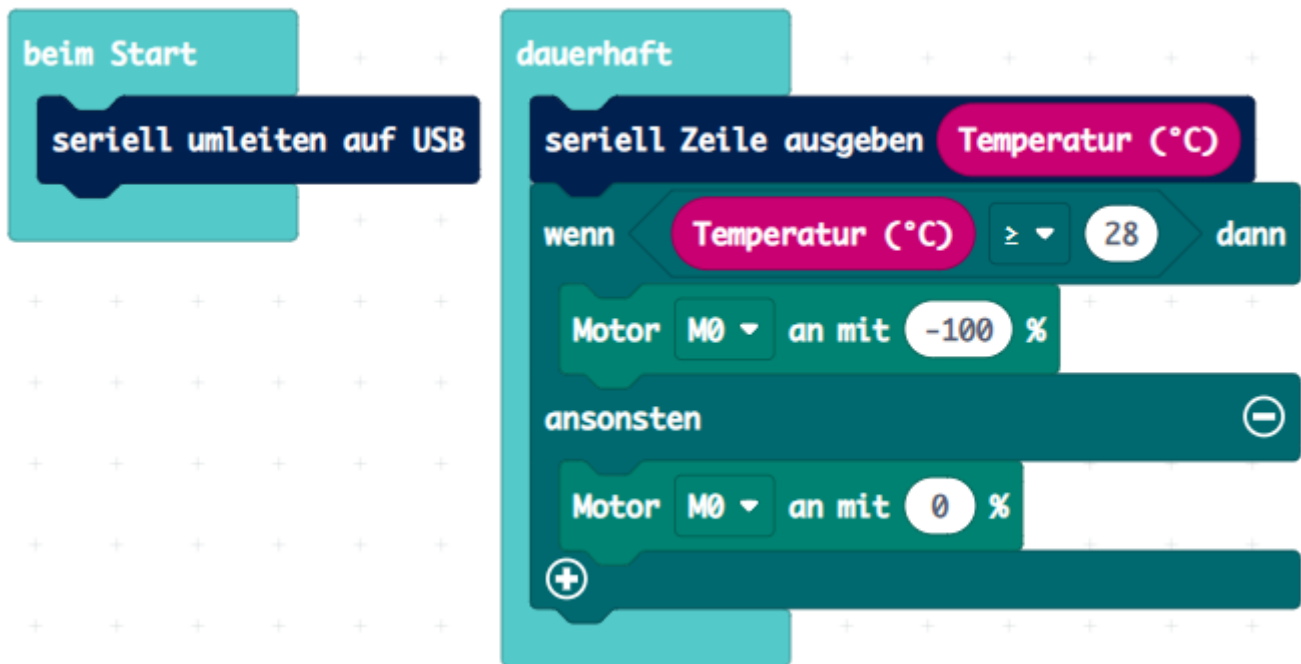 beim Start
seriell umleiten auf USB
dauerhaft
seriell Zeile ausgeben Temperatur (°C)
wenn Temperatur (°C) ≥ 28 dann
Motor M0 an mit -100 %
ansonsten
Motor M0 an mit 0 %